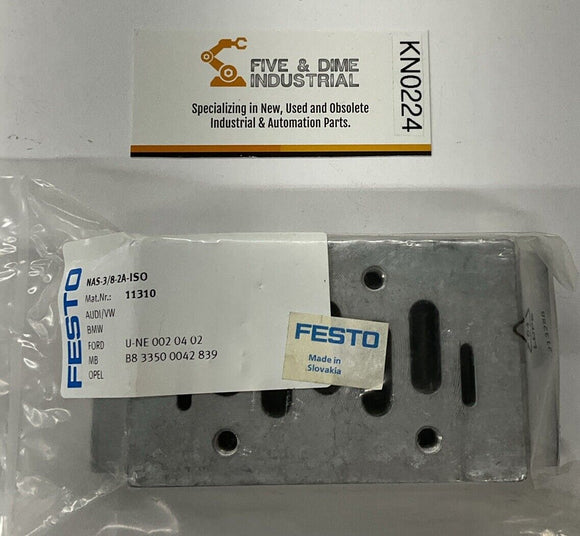 FIVE & DIME
INDUSTRIAL
Specializing in New, Used and Obsolete
Industrial & Automation Parts.
KN0224
FESTO
NAS-3/8-2A-ISO
Mat.Nr.: 11310
AUDI/VW
BMW
FORD U-NE 002 04 02
MB B8 3350 0042 839
OPEL
FESTO
Made in
Slovakia